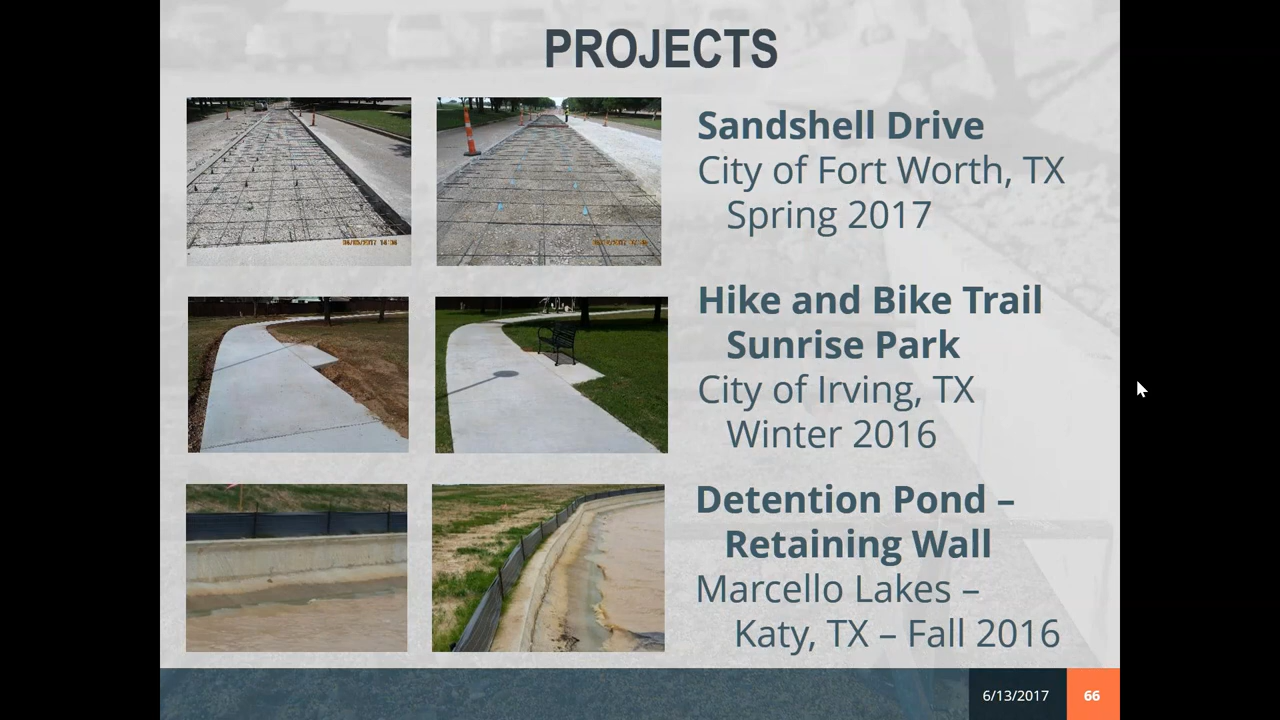 PROJECTS
Sandshell Drive
City of Fort Worth, TX
Spring 2017
Hike and Bike Trail
Sunrise Park
City of Irving, TX
Winter 2016
Detention Pond –
Retaining Wall
Marcello Lakes –
Katy, TX – Fall 2016
6/13/2017
66